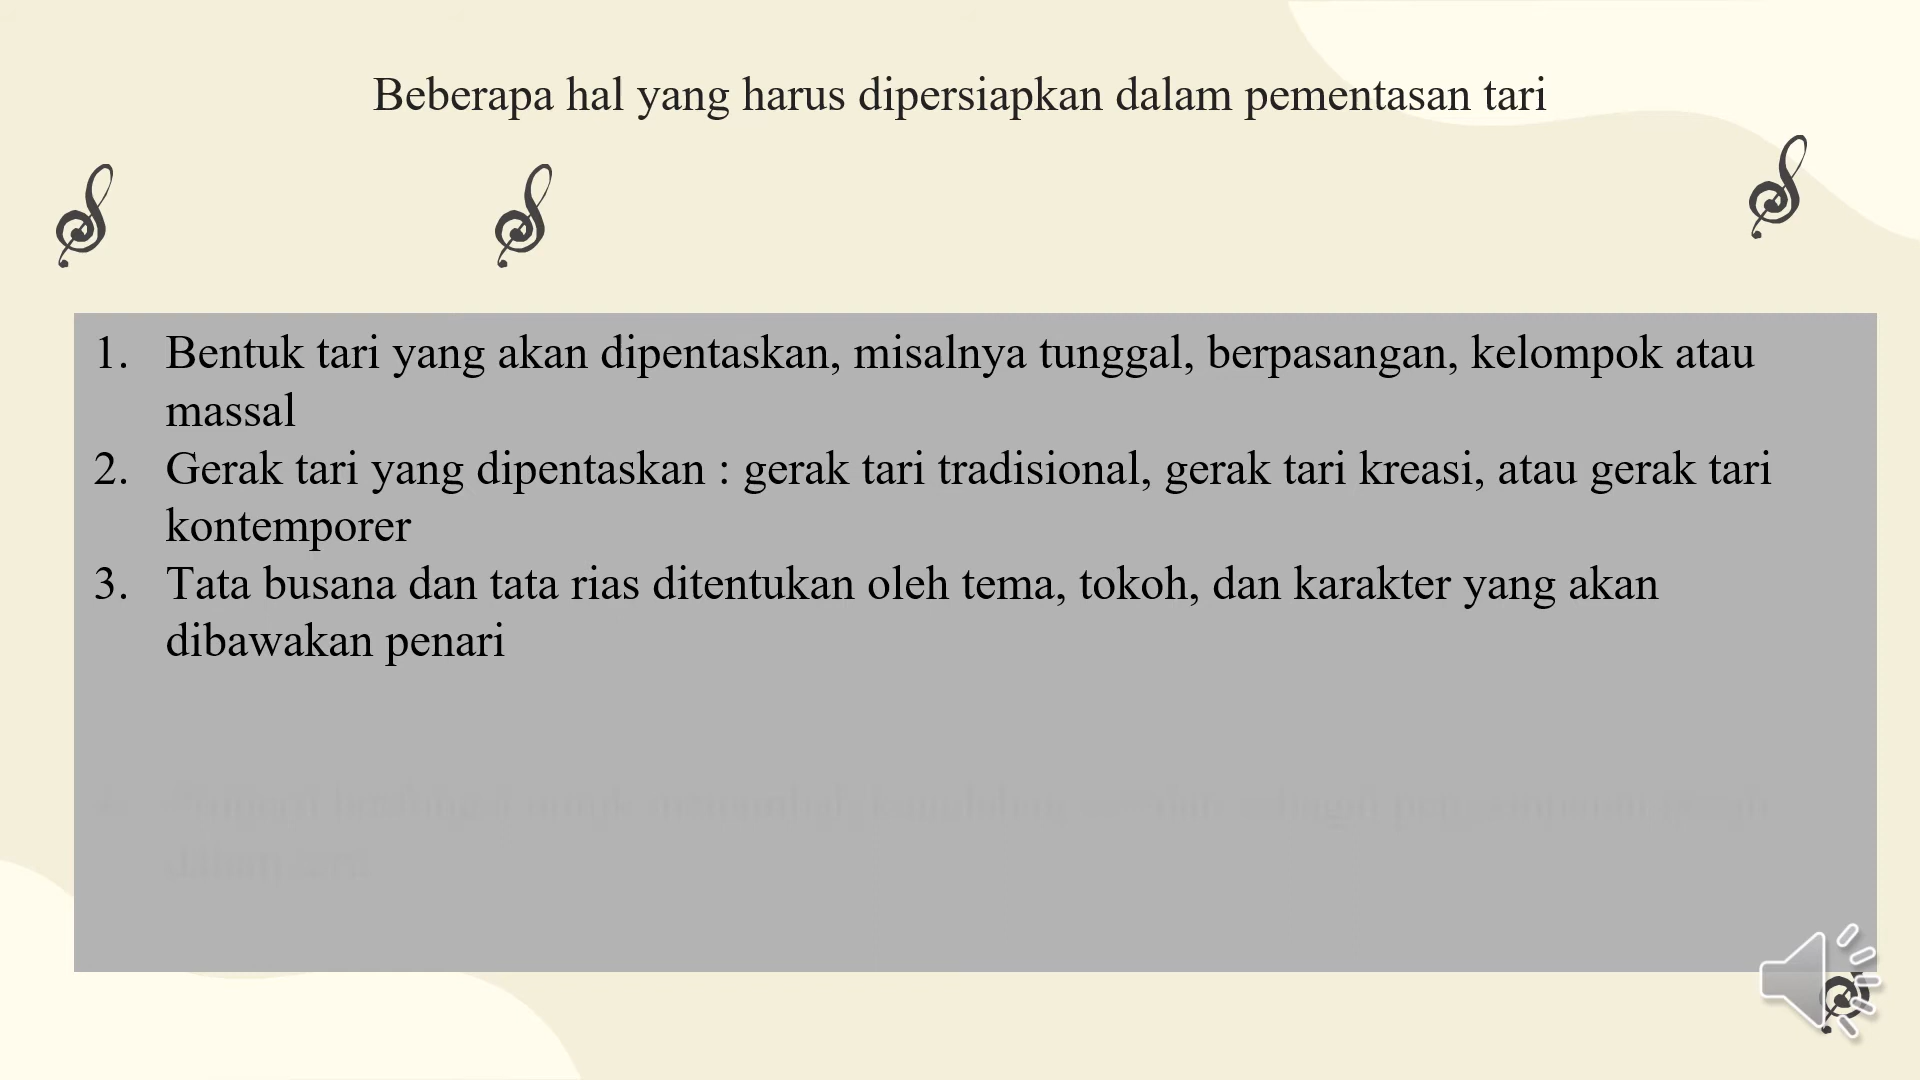 Beberapa hal yang harus dipersiapkan dalam pementasan tari
1. Bentuk tari yang akan dipentaskan, misalnya tunggal, berpasangan, kelompok atau
massal
2. Gerak tari yang dipentaskan : gerak tari tradisional, gerak tari kreasi, atau gerak tari
kontemporer
3. Tata busana dan tata rias ditentukan oleh tema, tokoh, dan karakter yang akan
dibawakan penari